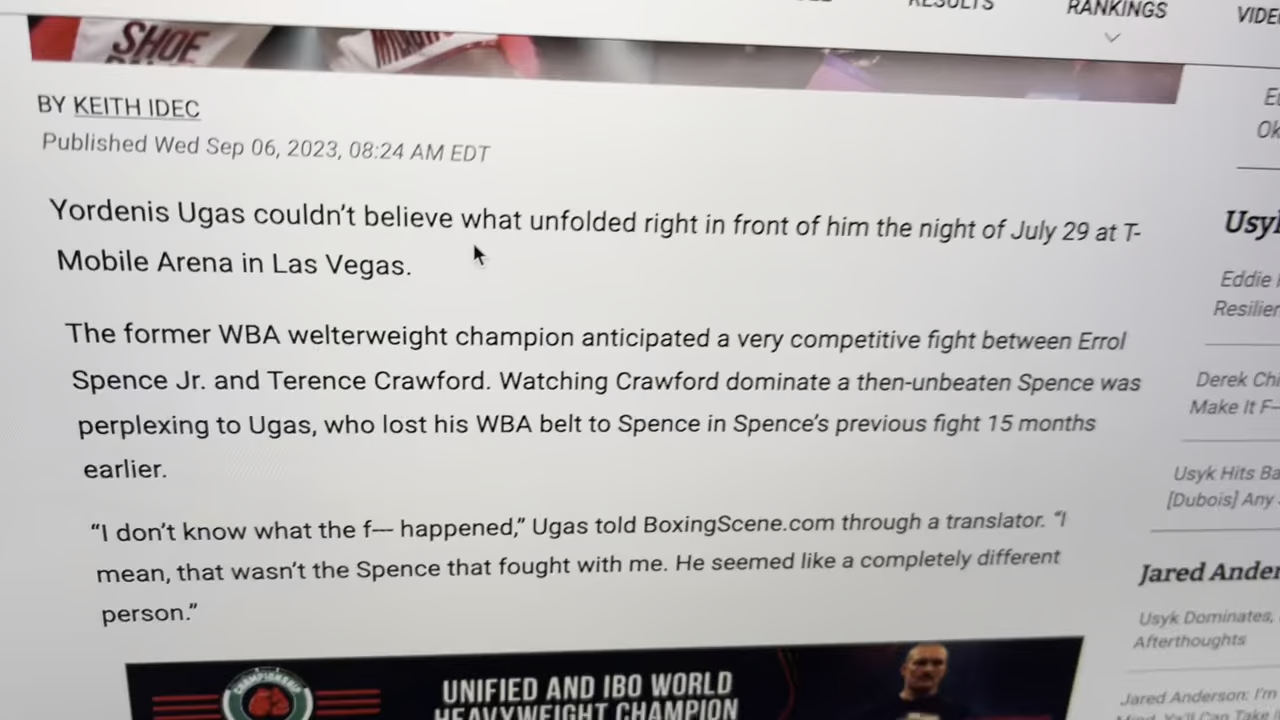 RESULTS
RANKINGS
SHOE
BY KEITH IDEC
Published Wed Sep 06, 2023, 08:24 AM EDT
Yordenis Ugas couldn’t believe what unfolded right in front of him the night of July 29 at T-
Mobile Arena in Las Vegas.
The former WBA welterweight champion anticipated a very competitive fight between Errol
Spence Jr. and Terence Crawford. Watching Crawford dominate a then-unbeaten Spence was
perplexing to Ugas, who lost his WBA belt to Spence in Spence’s previous fight 15 months
earlier.
“I don’t know what the f–– happened,” Ugas told BoxingScene.com through a translator. “I
mean, that wasn’t the Spence that fought with me. He seemed like a completely different
person.”
UNIFIED AND IBO WORLD
HEAVYWEIGHT CHAMPION
CHAMPIONSHIP
Eddie
Derek
Make It
Usyk Hits
[Dubois] Any
Jared
Usyk Dominates,
Afterthoughts
Jared Anderson: I'm